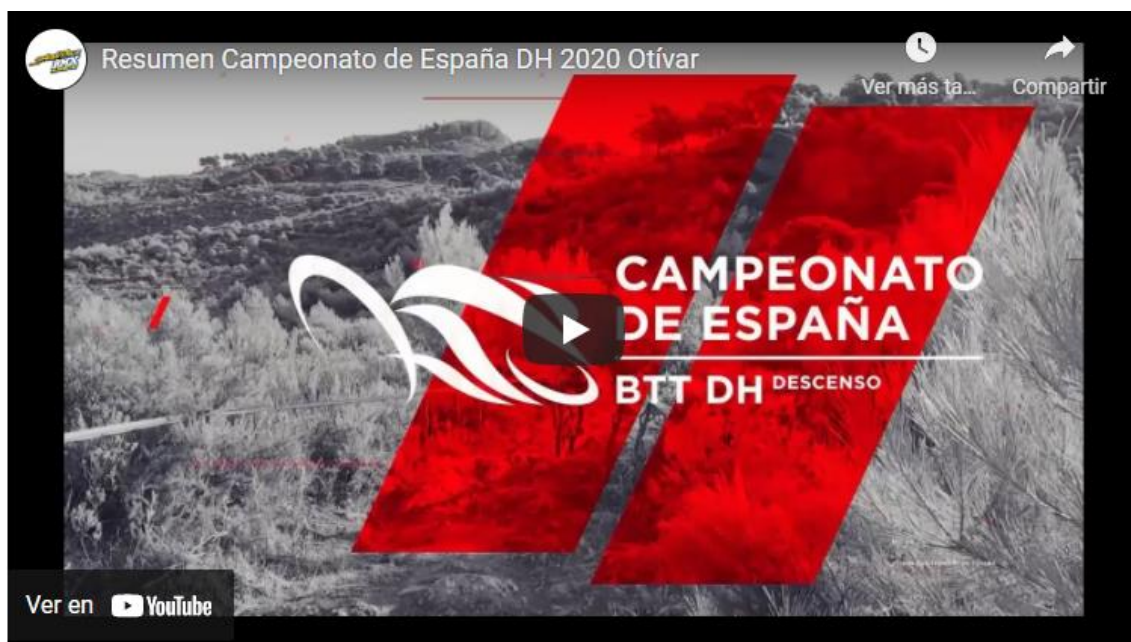 Resumen Campeonato de España DH 2020 Otívar
Ver más ta...
Compartir
CAMPEONATO
DE ESPAÑA
BTT DH DESCENSO
Ver en YouTube